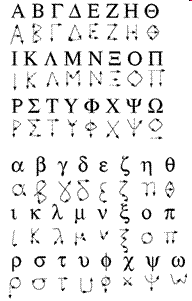 Α Β Γ Δ Ε Ζ Η Θ
Α Β Γ Δ Ε Ζ Η Θ
Ι Κ Λ Μ Ν Ξ Ο Π
Ι Κ Λ Μ Ν Ξ Ο Π
Ρ Σ Τ Υ Φ Χ Ψ Ω
Ρ Σ Τ Υ Φ Χ Ψ Ω
α β γ δ ε ζ η θ
α β γ δ ε ζ η θ
ι κ λ μ ν ξ ο π
ι κ λ μ ν ξ ο π
ρ σ τ υ φ χ ψ ω
ρ σ τ υ φ χ ψ ω